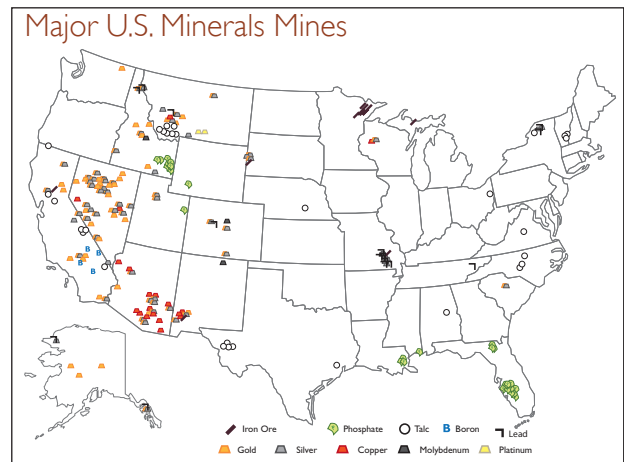 Major U.S. Minerals Mines
B
B
B
B
Iron Ore Phosphate Talc B Boron Lead
Gold Silver Copper Molybdenum Platinum